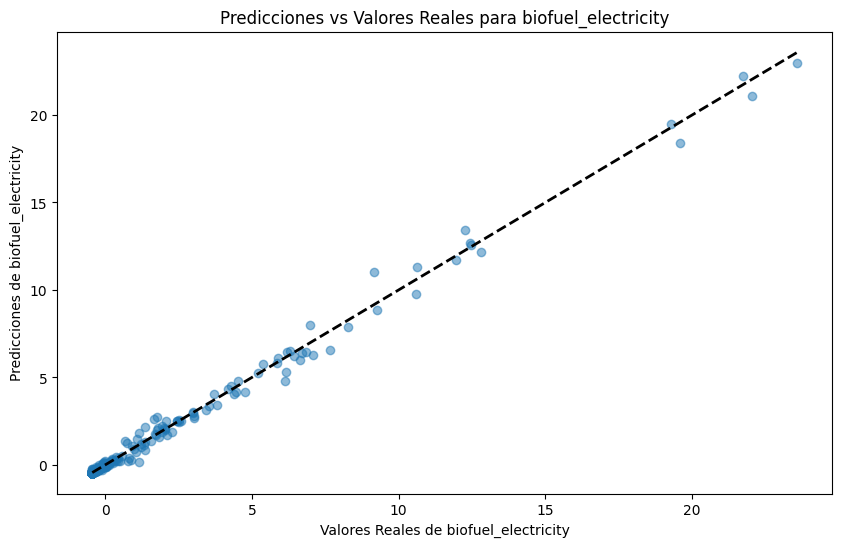 Predicciones vs Valores Reales para biofuel_electricity
Predicciones de biofuel_electricity
20
15
10
5
0
0 5 10 15 20
Valores Reales de biofuel_electricity